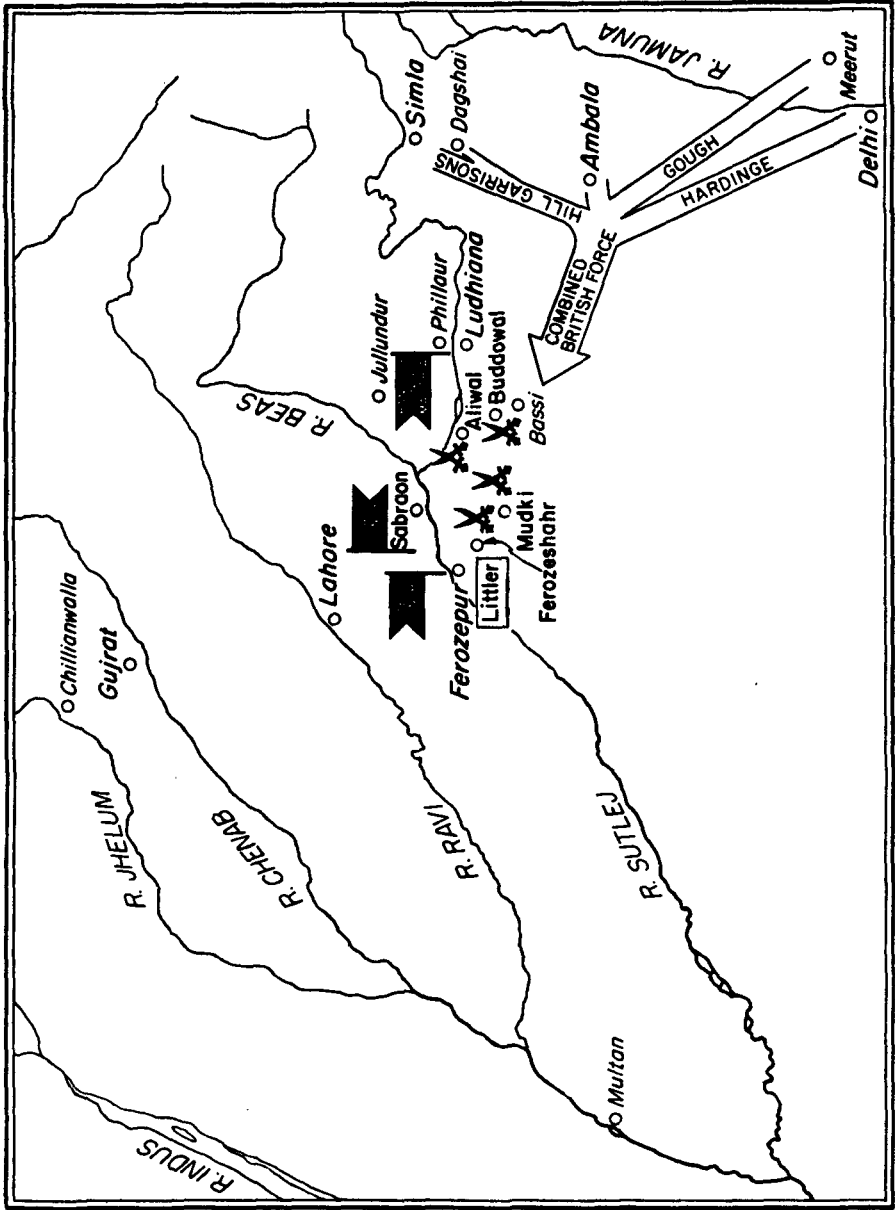 Chillianwalla
Gujrat
R. JHELUM
R. CHENAB
R. INDUS
Lahore
R. RAVI
Multan
R. SUTLEJ
R. BEAS
Sabraon
Jullundur
Phillaur
Ludhiana
Aliwal
Buddowal
Bassi
Mudki
Ferozeshahr
Ferozepur
Littler
Simla
Dagshai
Ambala
R. JAMUNA
HILL GARRISONS
GOUGH
HARDINGE
COMBINED
BRITISH FORCE
Meerut
Delhi